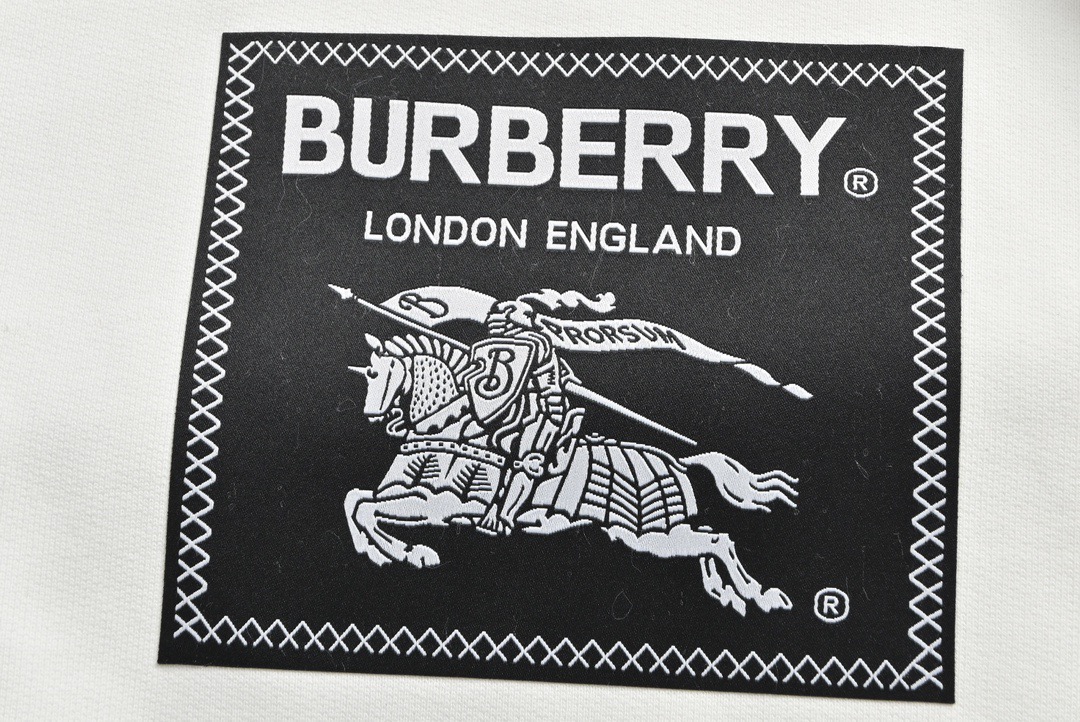 BURBERRY®
LONDON ENGLAND
B PRORSUM
B
®